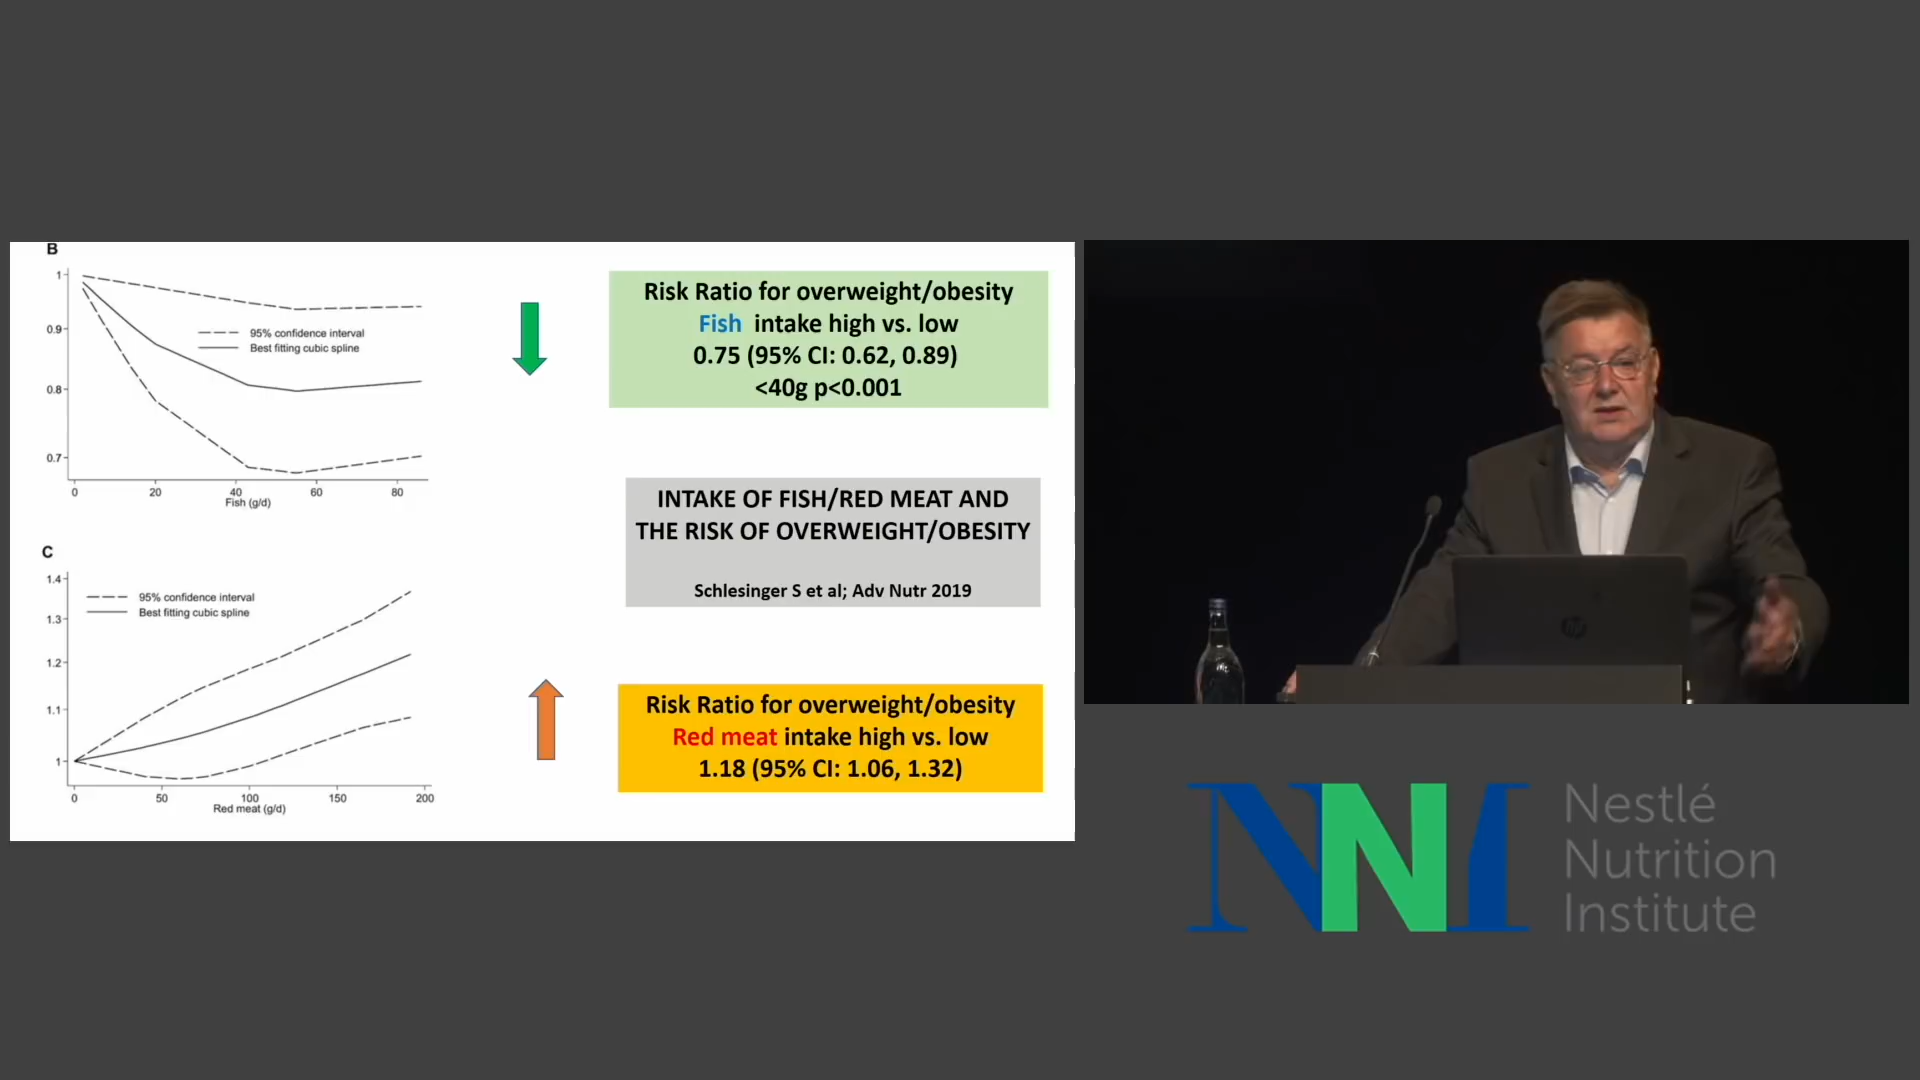 B
1
0.9
0.8
0.7
95% confidence interval
Best fitting cubic spline
0 20 40 60 80
Fish (g/d)
Risk Ratio for overweight/obesity
Fish intake high vs. low
0.75 (95% CI: 0.62, 0.89)
<40g p<0.001
INTAKE OF FISH/RED MEAT AND
THE RISK OF OVERWEIGHT/OBESITY
Schlesinger S et al; Adv Nutr 2019
C
1.4
1.3
1.2
1.1
1
95% confidence interval
Best fitting cubic spline
0 50 100 150 200
Red meat (g/d)
Risk Ratio for overweight/obesity
Red meat intake high vs. low
1.18 (95% CI: 1.06, 1.32)
hp
NNI
Nestlé
Nutrition
Institute